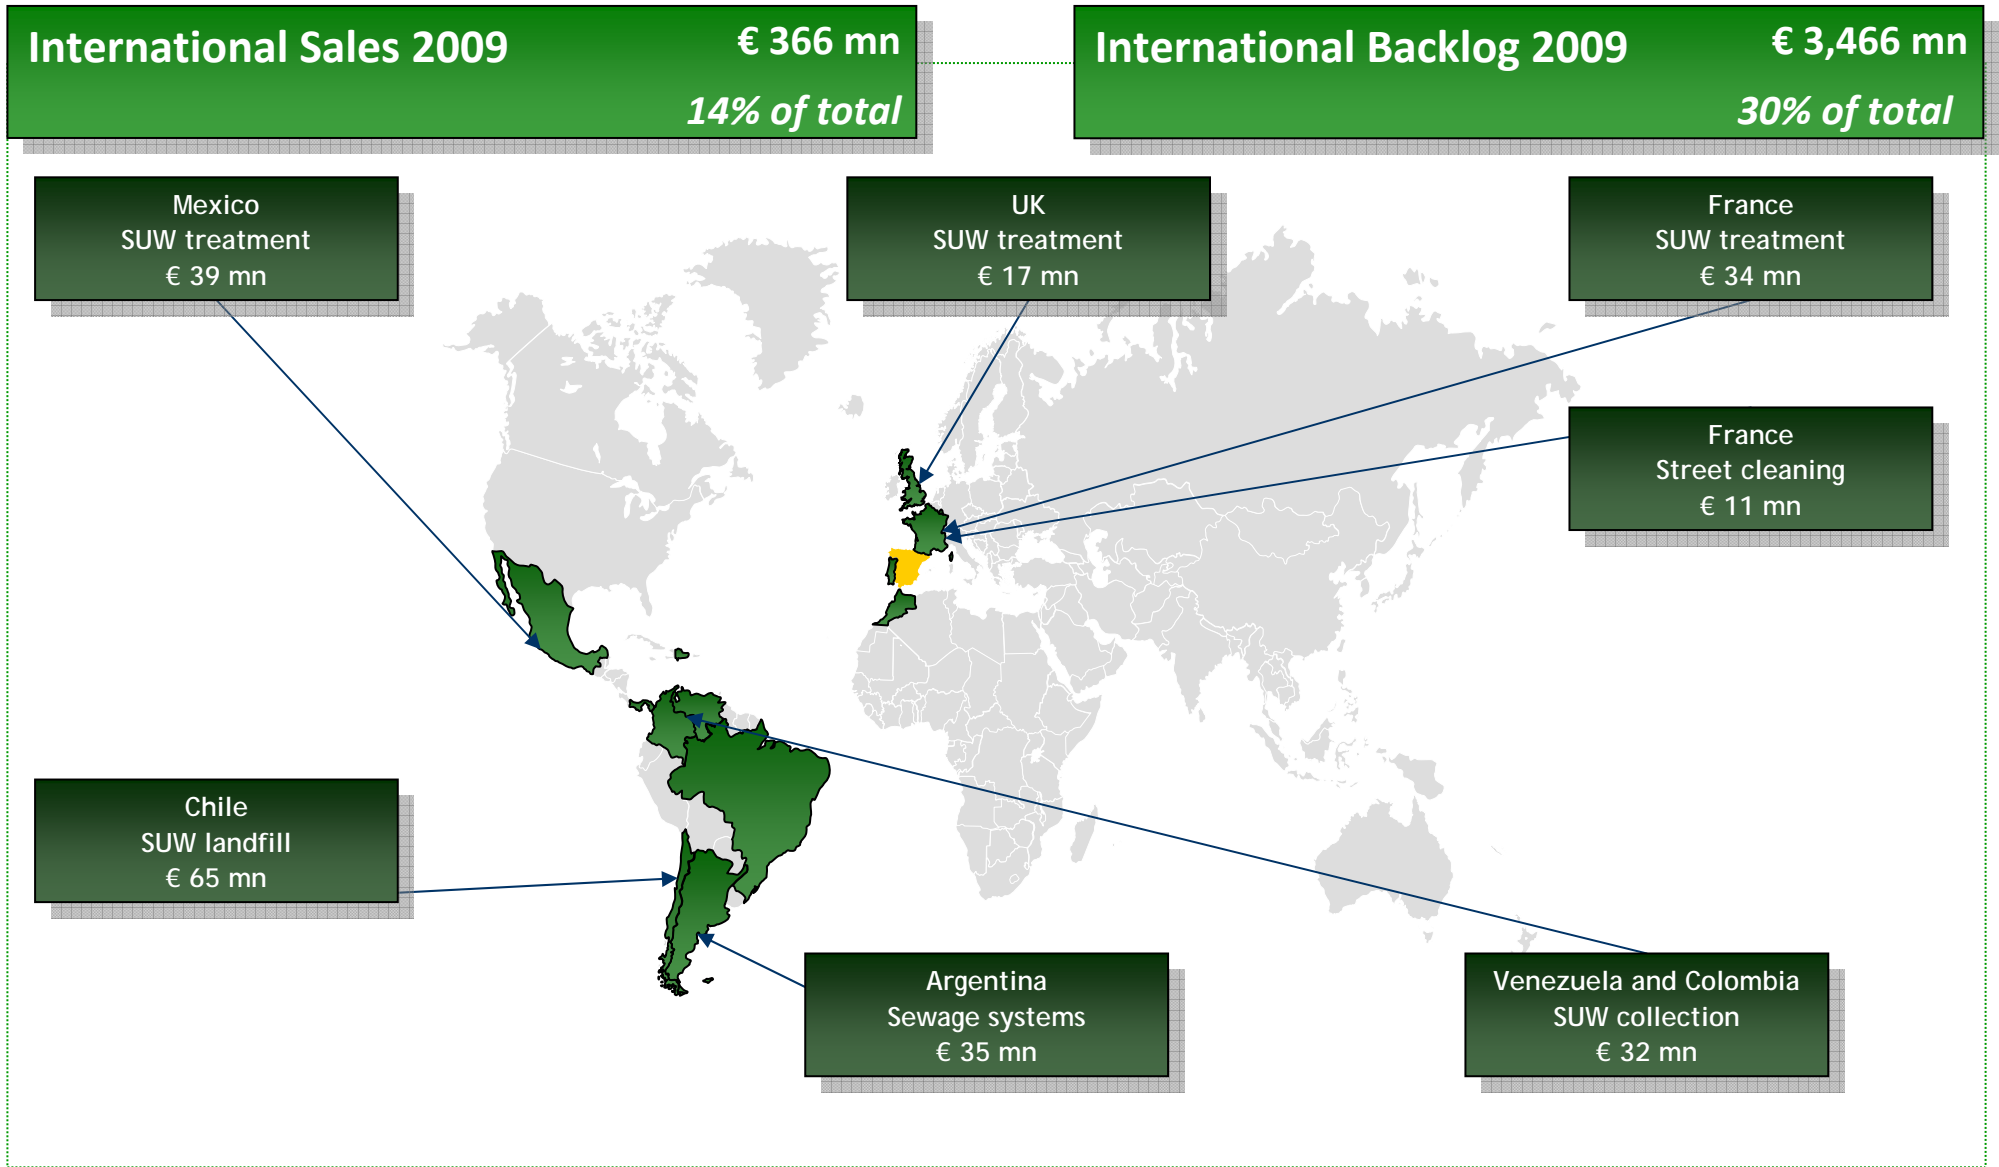 International Sales 2009
€ 366 mn
14% of total
International Backlog 2009
€ 3,466 mn
30% of total
Mexico
SUW treatment
€ 39 mn
UK
SUW treatment
€ 17 mn
France
SUW treatment
€ 34 mn
France
Street cleaning
€ 11 mn
Chile
SUW landfill
€ 65 mn
Argentina
Sewage systems
€ 35 mn
Venezuela and Colombia
SUW collection
€ 32 mn